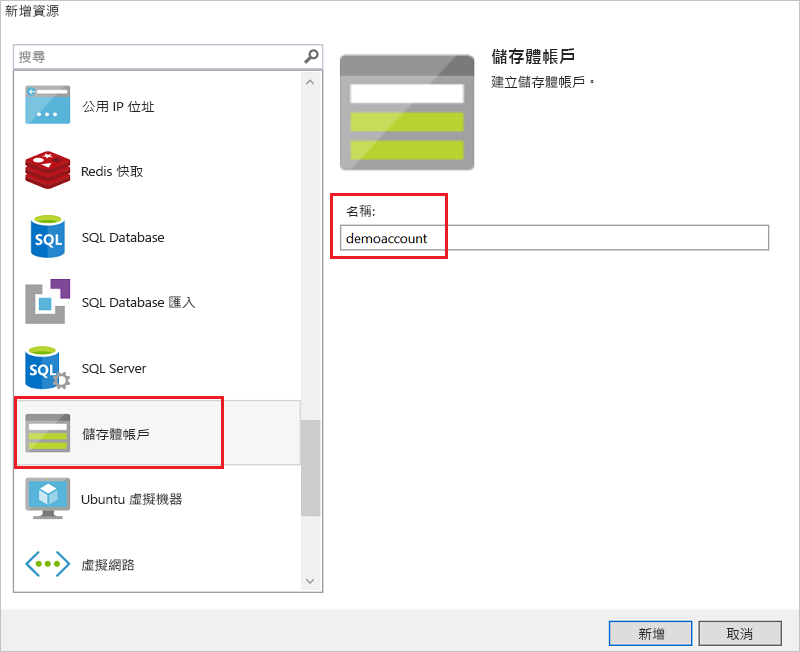 新增資源
搜尋
公用 IP 位址
Redis 快取
SQL
SQL Database
SQL Database 匯入
SQL
SQL Server
儲存體帳戶
Ubuntu 虛擬機器
虛擬網路
儲存體帳戶
建立儲存體帳戶。
名稱:
demoaccount
新增
取消